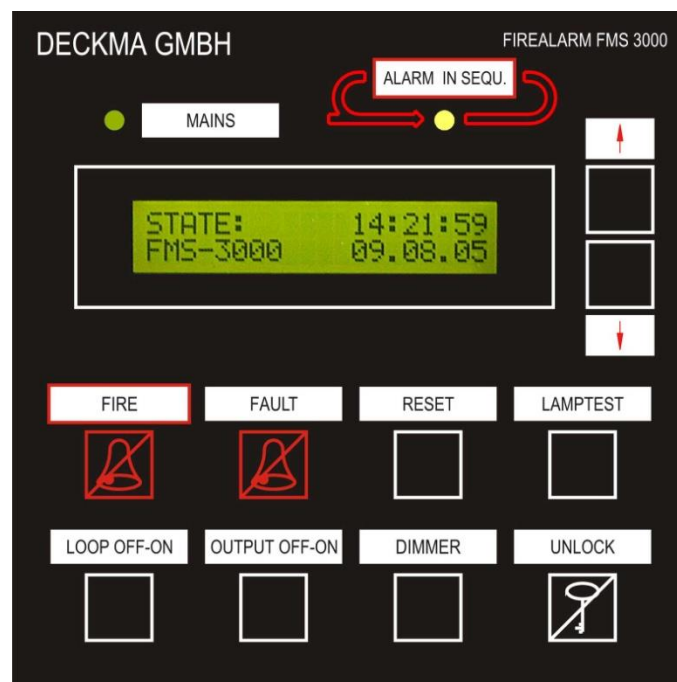 DECKMA GMBH
FIREALARM FMS 3000
ALARM IN SEQU.
MAINS
STATE: 14:21:59
FMS-3000 09.08.05
FIRE FAULT RESET LAMPTEST
LOOP OFF-ON OUTPUT OFF-ON DIMMER UNLOCK